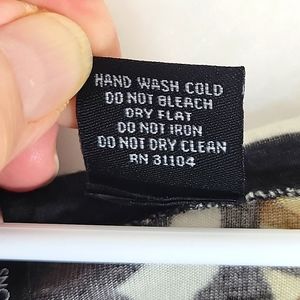 HAND WASH COLD
DO NOT BLEACH
DRY FLAT
DO NOT IRON
DO NOT DRY CLEAN
RN 31104